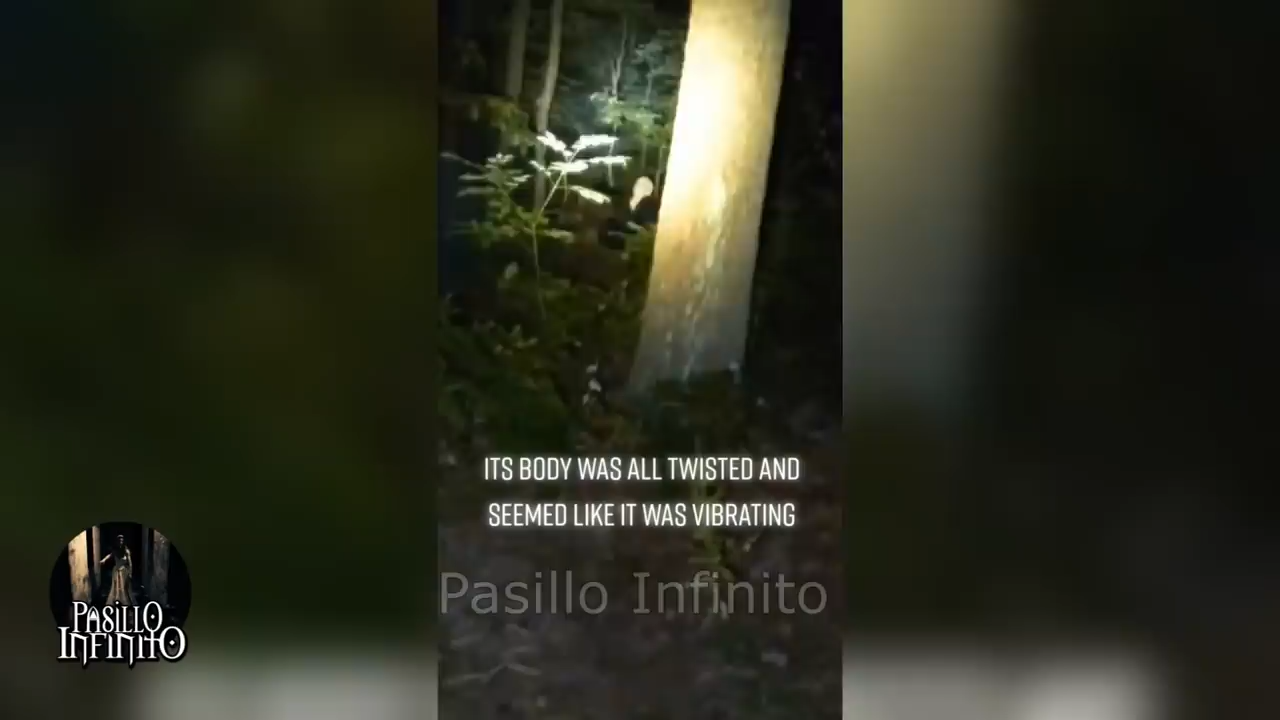 ITS BODY WAS ALL TWISTED AND
SEEMED LIKE IT WAS VIBRATING
Pasillo Infinito
PASILLO
INFINITO